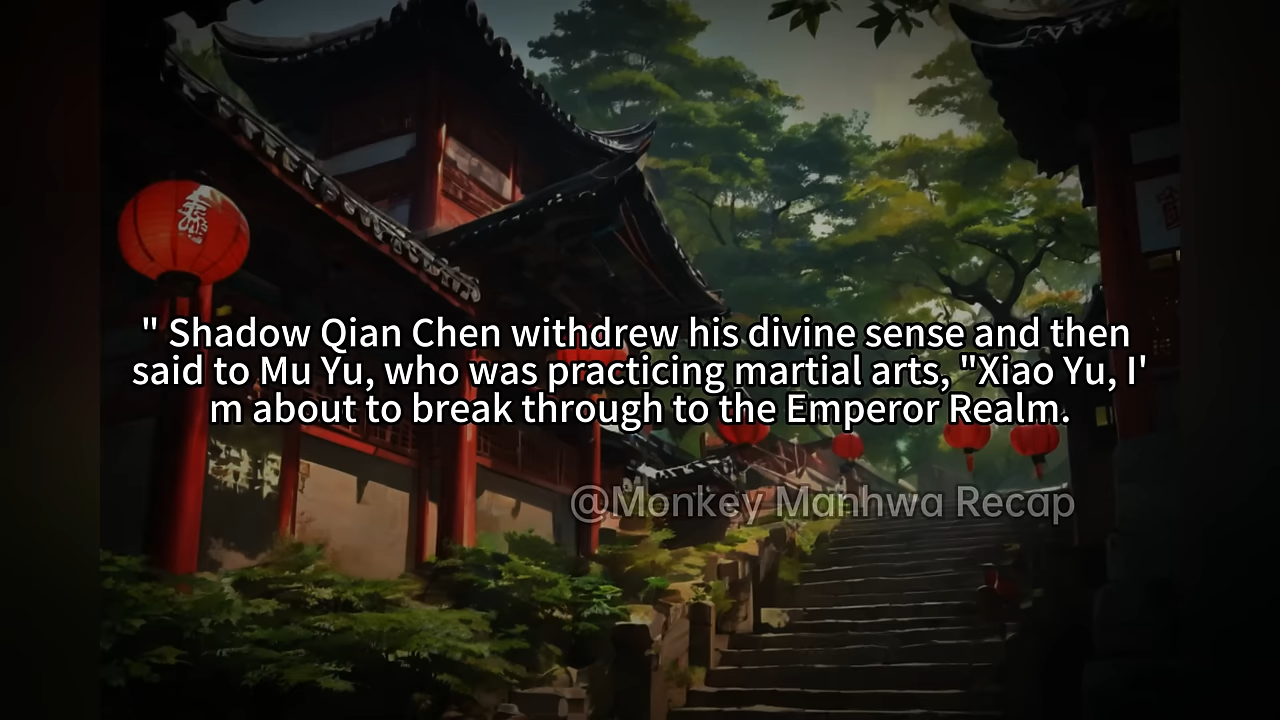 " Shadow Qian Chen withdrew his divine sense and then
said to Mu Yu, who was practicing martial arts, "Xiao Yu, I'
m about to break through to the Emperor Realm.
@Monkey Manhwa Recap